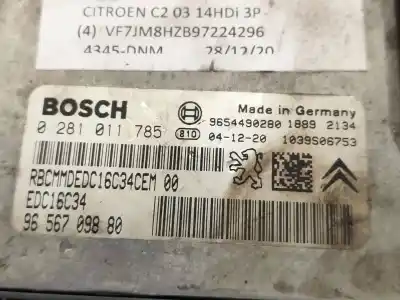 CITROEN C2 03 14HDi 3P -
(4) VF7JM8HZB97224296
4345-DNM 28/12/20
BOSCH
Made in Germany
9654490280 1889 2134
0 281 011 785 810 04-12-20 1039S06753
RBCMMDEDC16C34CEM 00
EDC16C34
96 567 098 80